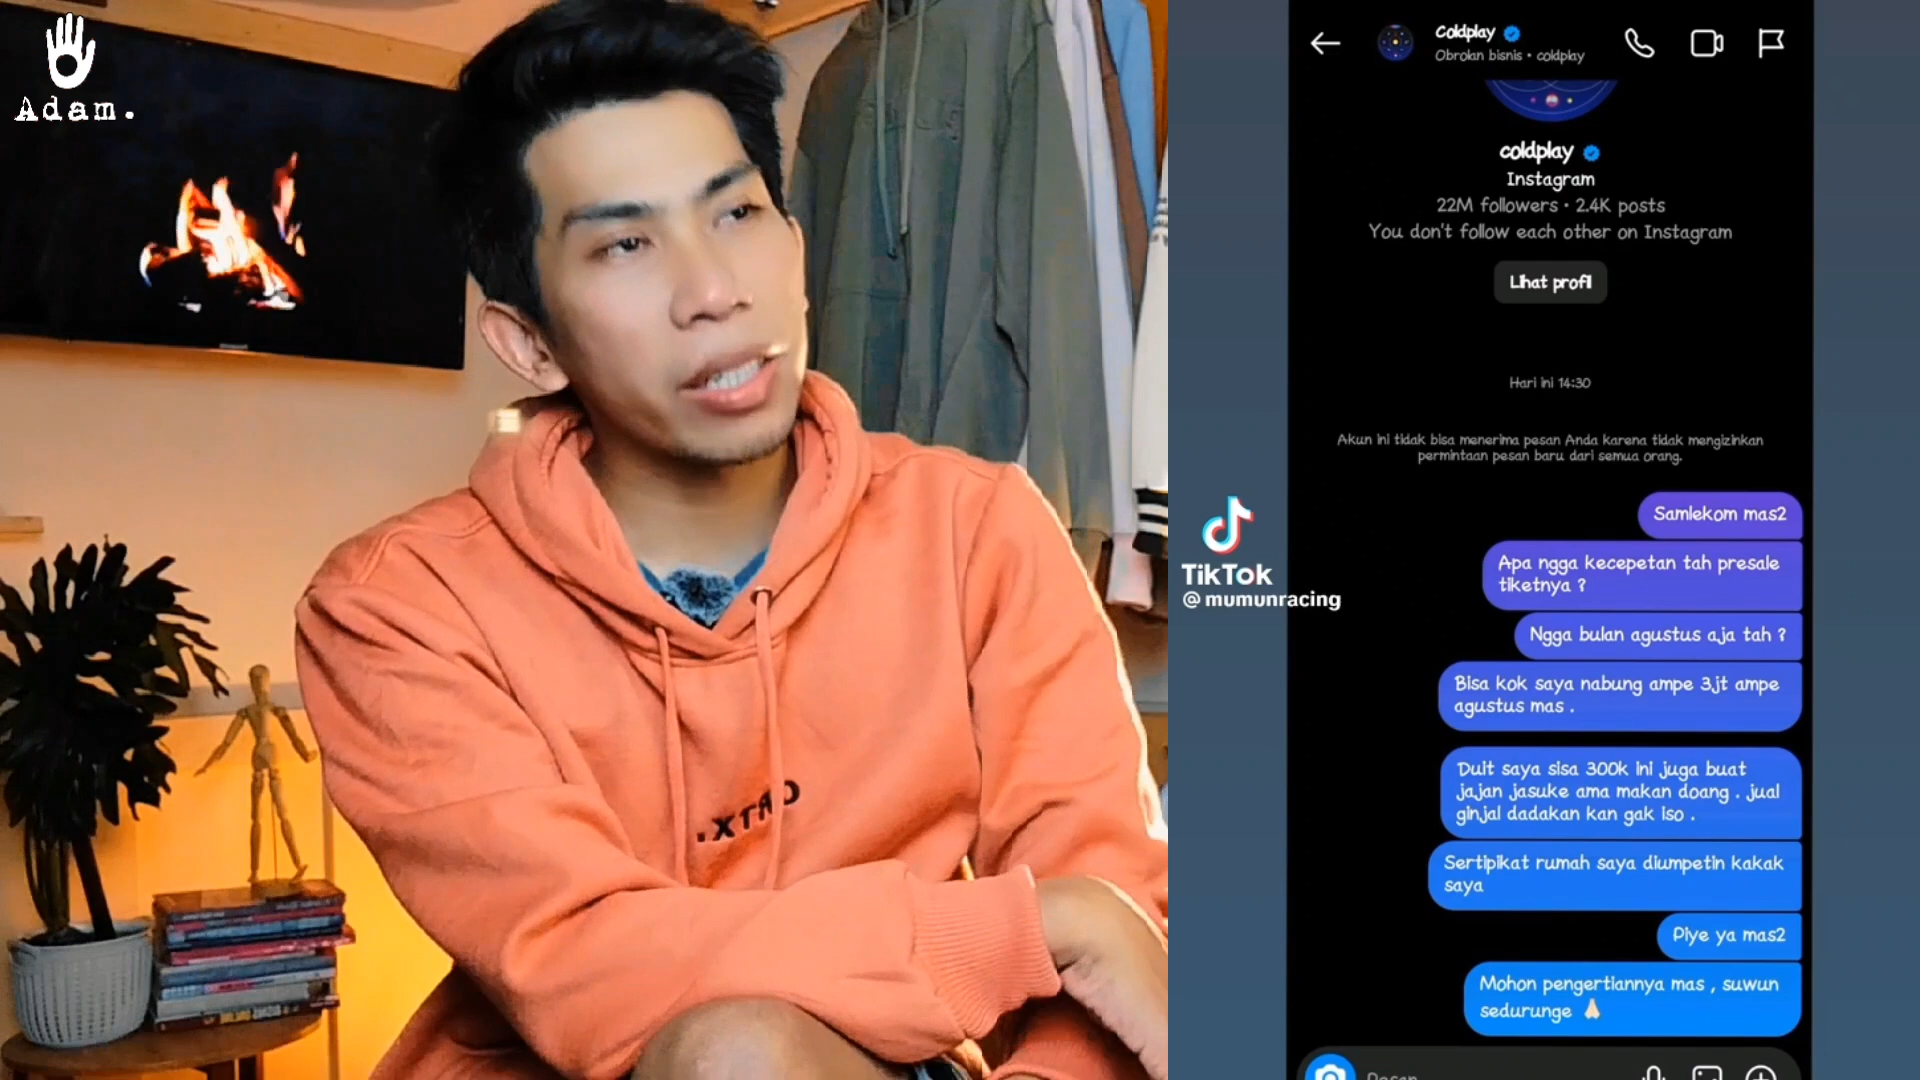 Adam.
ORTX.
Coldplay
Obrolan bisnis • coldplay
coldplay
Instagram
22M followers • 2.4K posts
You don't follow each other on Instagram
Lihat profil
Hari ini 14:30
Akun ini tidak bisa menerima pesan Anda karena tidak mengizinkan
permintaan pesan baru dari semua orang.
Samlekom mas2
Apa ngga kecepetan tah presale
tiketnya ?
Ngga bulan agustus aja tah ?
Bisa kok saya nabung ampe 3jt ampe
agustus mas .
Duit saya sisa 300k ini juga buat
jajan jasuke ama makan doang . jual
ginjal dadakan kan gak iso .
Sertipikat rumah saya diumpetin kakak
saya
Piye ya mas2
Mohon pengertiannya mas , suwun
sedurunge 🙏🏻
Pesan
TikTok
@mumunracing